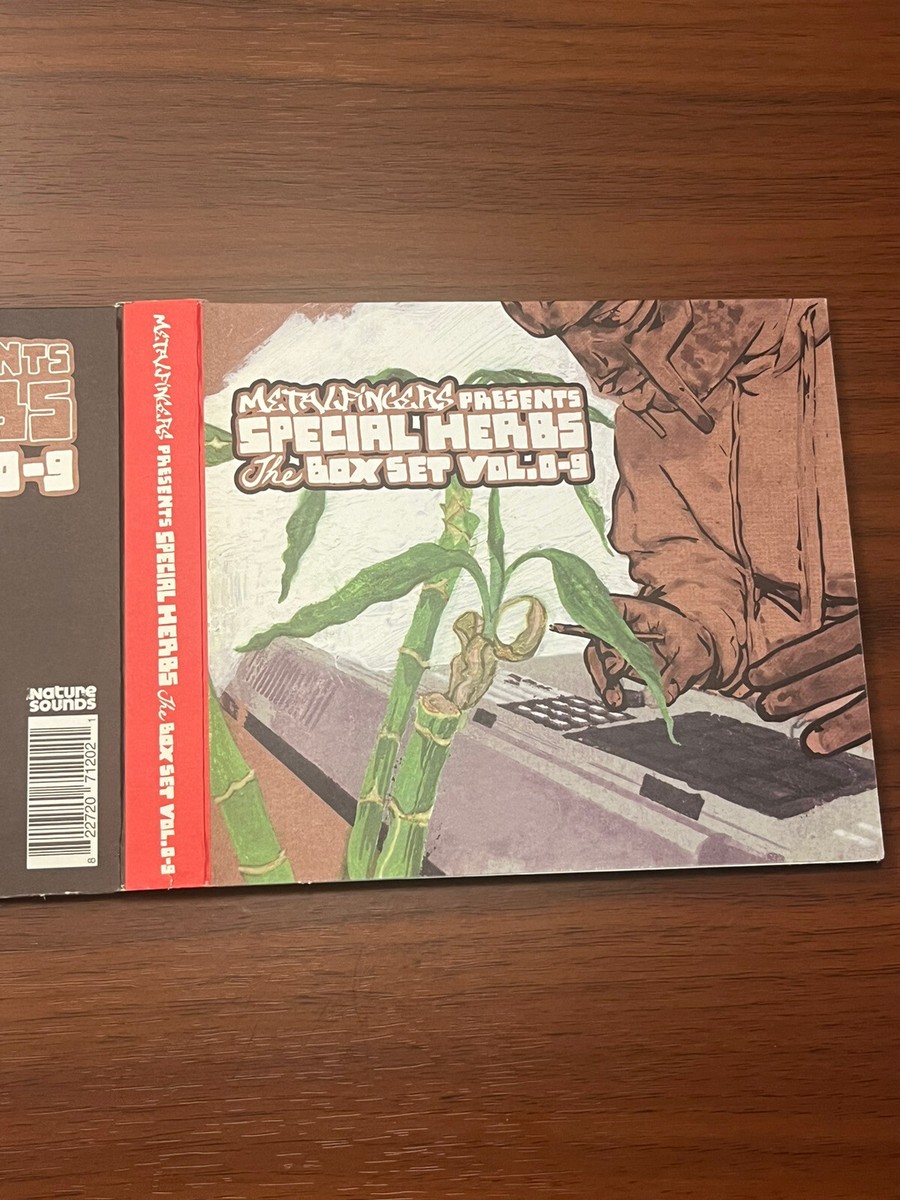 NTS
BS
0-9
Nature
Sounds
8 22720 71202 1
METALFINGERS PRESENTS SPECIAL HERBS The BOX SET VOL. 0-9
METALFINGERS PRESENTS
SPECIAL HERBS
The BOX SET VOL. 0-9